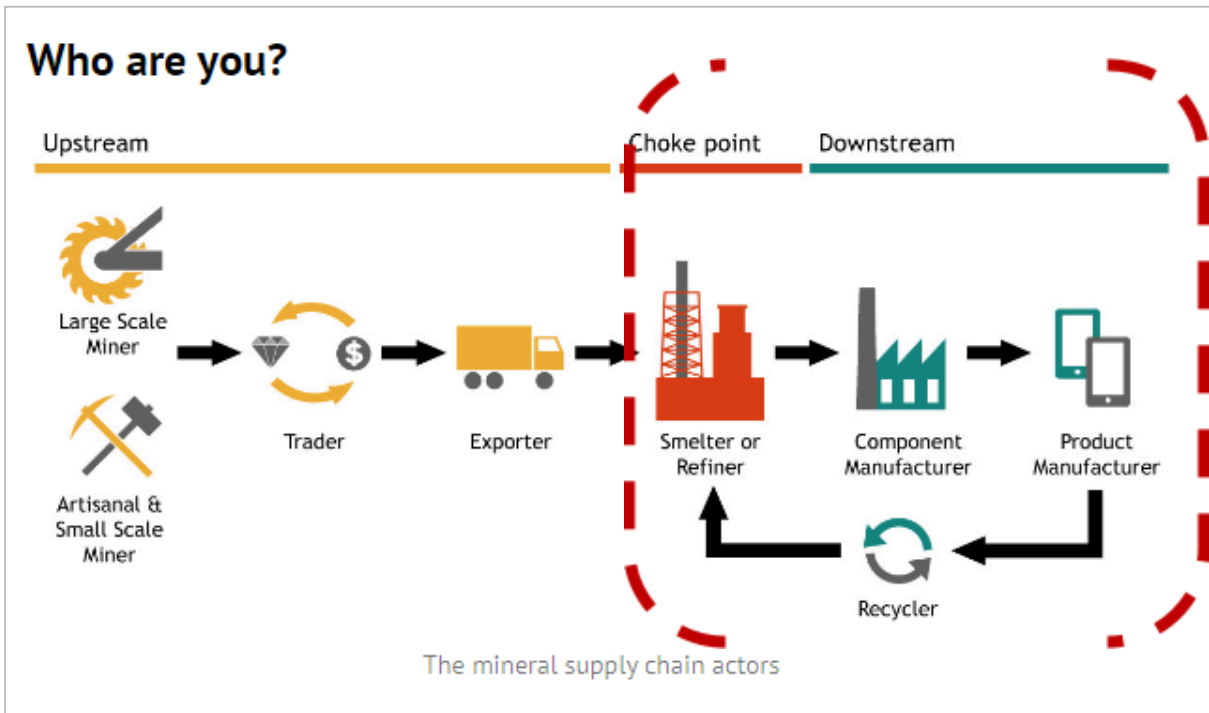 Who are you?
Upstream
Choke point
Downstream
Large Scale
Miner
Artisanal &
Small Scale
Miner
$
Trader
Exporter
Smelter or
Refiner
Component
Manufacturer
Product
Manufacturer
Recycler
The mineral supply chain actors